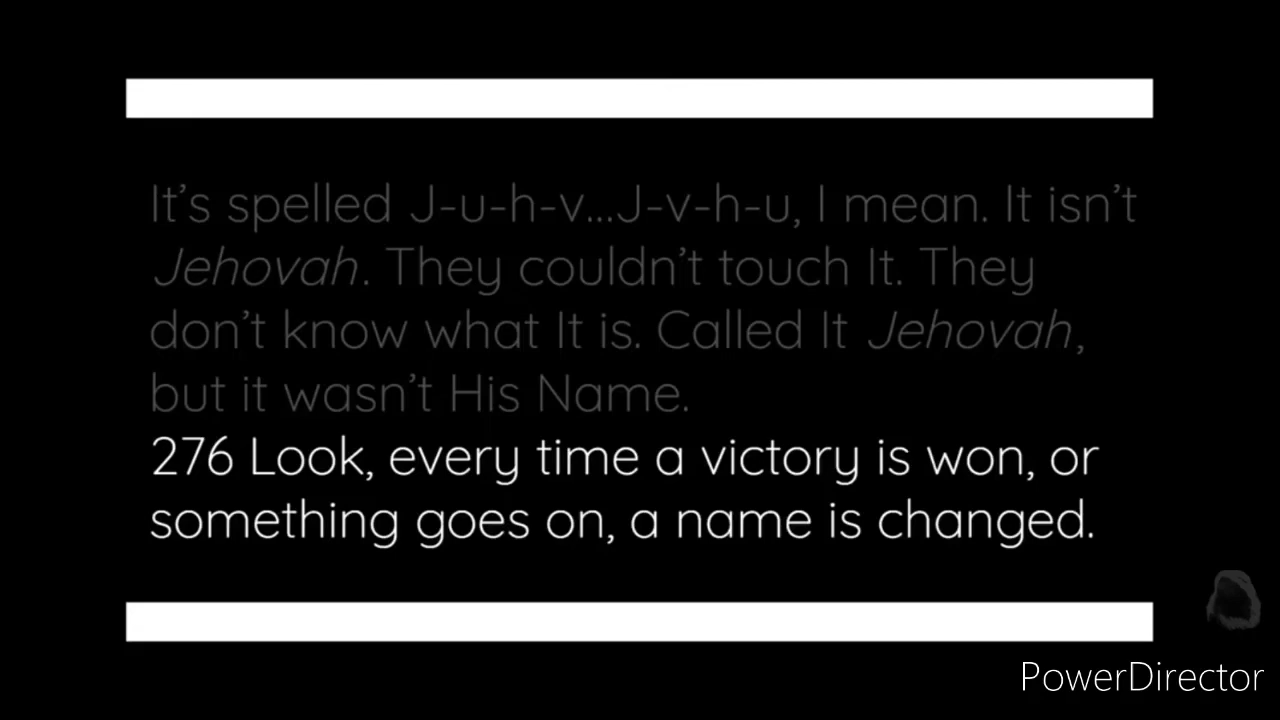 It’s spelled J-u-h-v...J-v-h-u, I mean. It isn’t
Jehovah. They couldn’t touch It. They
don’t know what It is. Called It Jehovah,
but it wasn’t His Name.
276 Look, every time a victory is won, or
something goes on, a name is changed.
PowerDirector